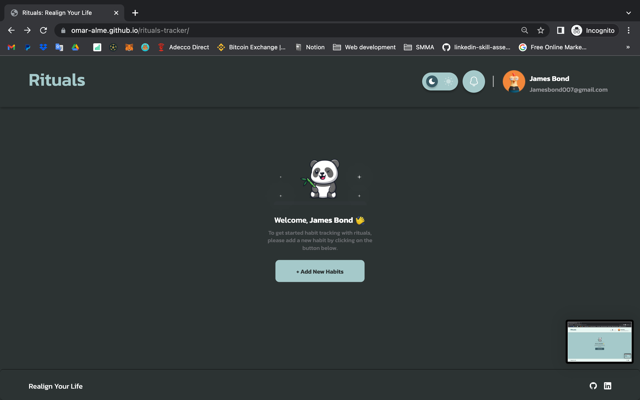 Rituals: Realign Your Life
omar-alme.github.io/rituals-tracker/
Incognito
Adecco Direct
Bitcoin Exchange |...
Notion
Web development
SMMA
linkedin-skill-asse...
Free Online Marke...
»
Rituals
James Bond
Jamesbond007@gmail.com
Welcome, James Bond 👋
To get started habit tracking with rituals,
please add a new habit by clicking on the
button below
+ Add New Habits
Realign Your Life